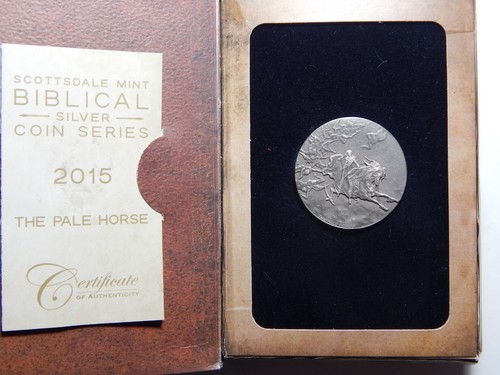 SCOTTSDALE MINT
BIBLICAL
SILVER
COIN SERIES
2015
THE PALE HORSE
Certificate
OF AUTHENTICITY